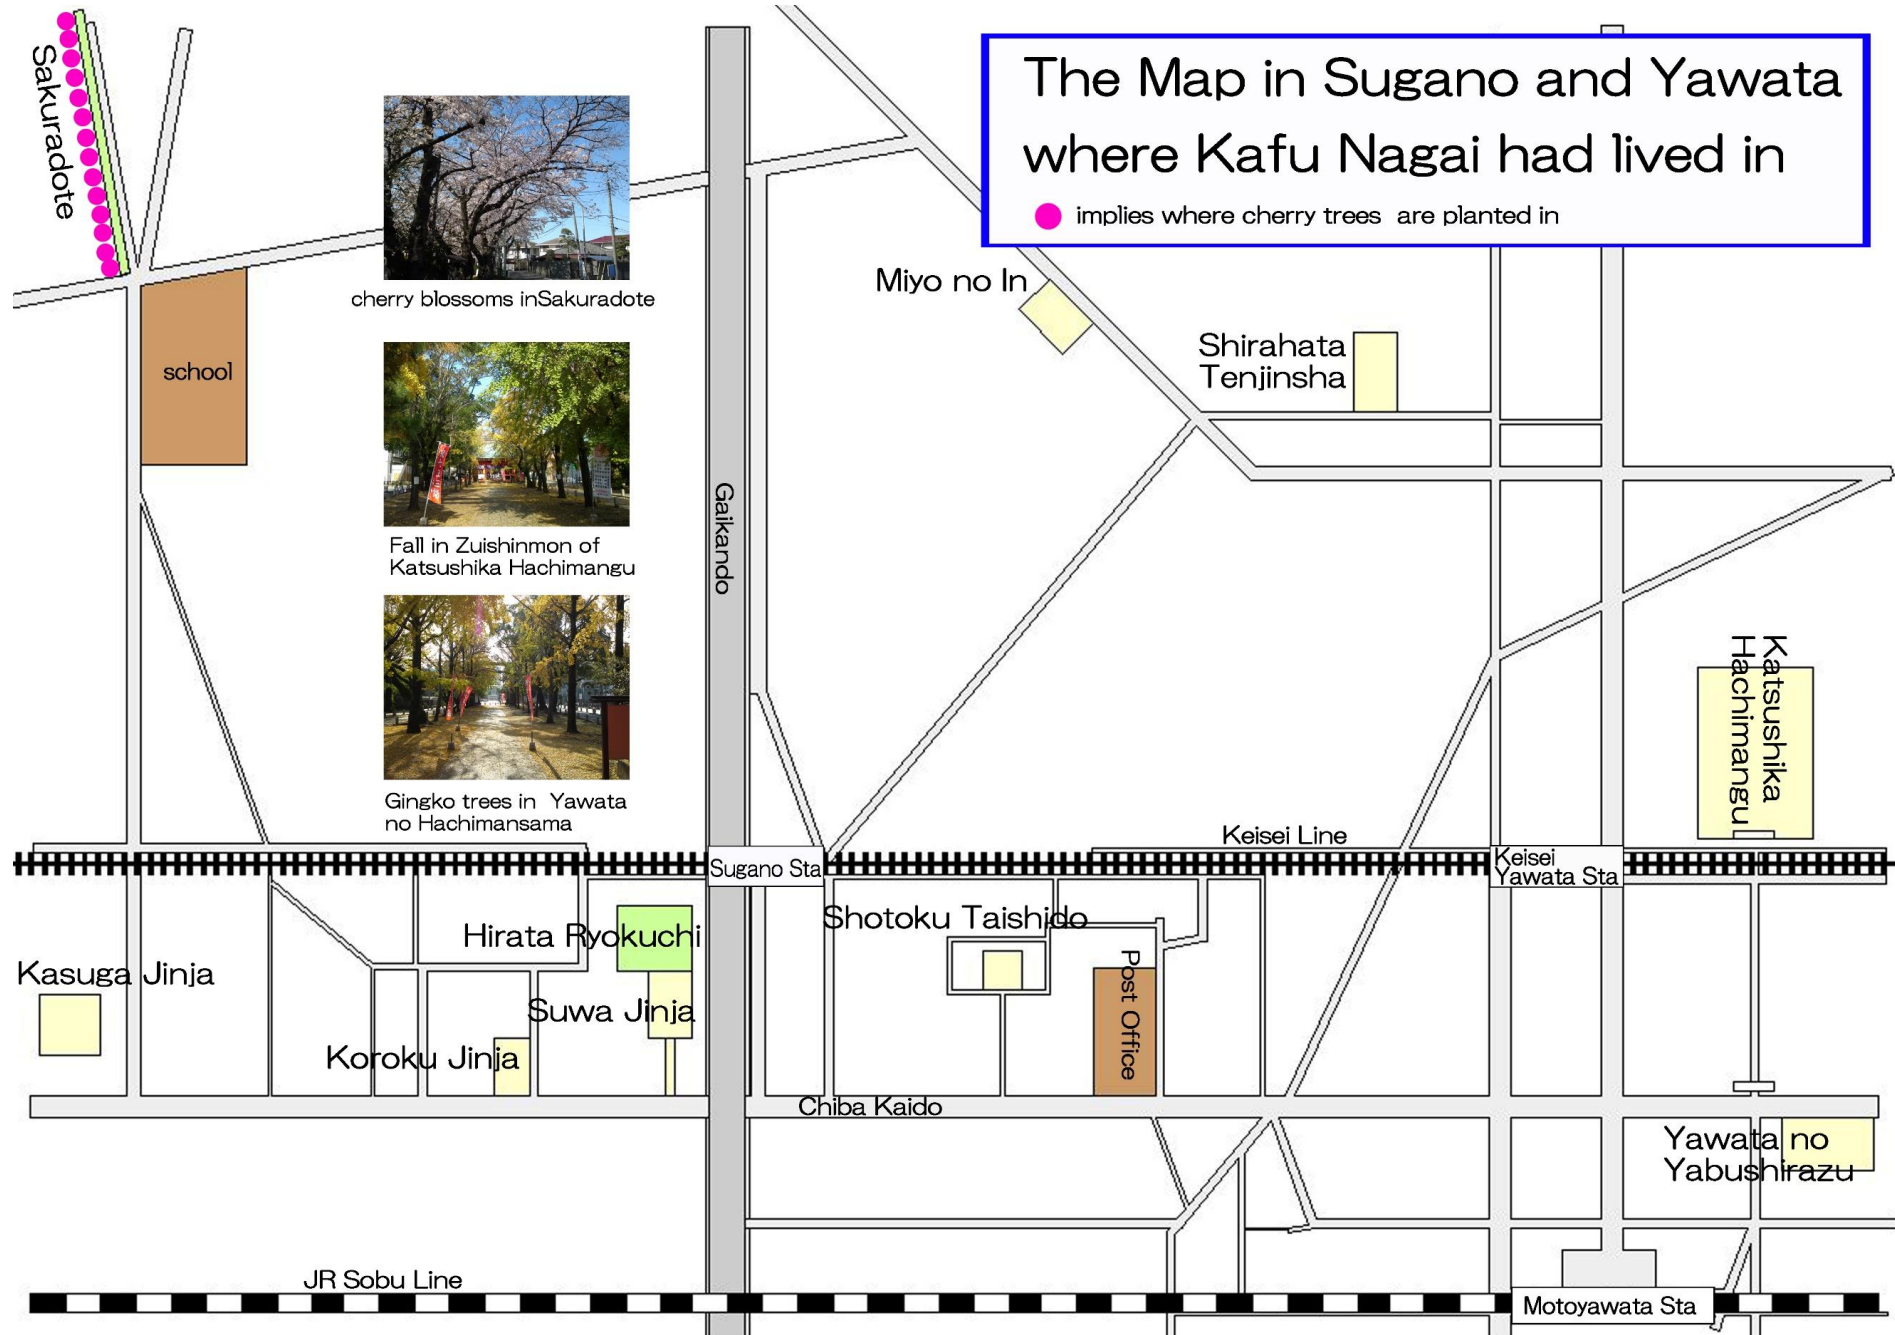 The Map in Sugano and Yawata
where Kafu Nagai had lived in
implies where cherry trees are planted in
Sakuradote
cherry blossoms inSakuradote
Miyo no In
Shirahata
Tenjinsha
school
Gaikando
Fall in Zuishinmon of
Katsushika Hachimangu
Katsushika
Hachimangu
Gingko trees in Yawata
no Hachimansama
Keisei Line
Sugano Sta
Keisei
Yawata Sta
Shotoku Taishido
Hirata Ryokuchi
Kasuga Jinja
Post Office
Suwa Jinja
Koroku Jinja
Chiba Kaido
Yawata no
Yabushirazu
JR Sobu Line
Motoyawata Sta